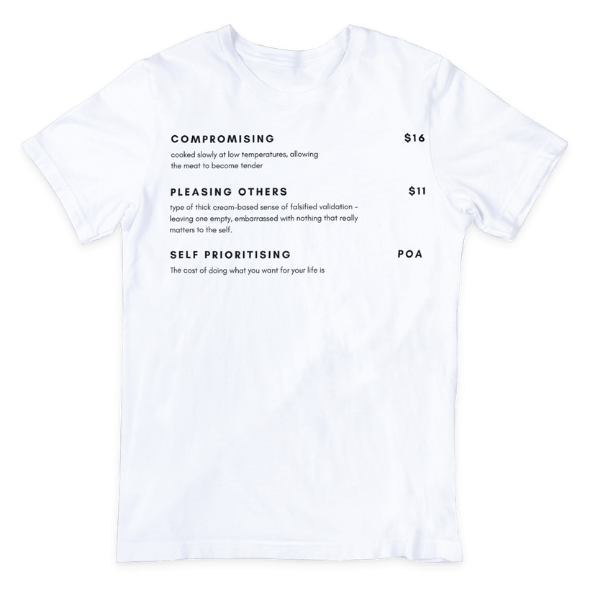 COMPROMISING $16
cooked slowly at low temperatures, allowing
the meat to become tender
PLEASING OTHERS $11
type of thick cream-based sense of falsified validation -
leaving one empty, embarrassed with nothing that really
matters to the self.
SELF PRIORITISING POA
The cost of doing what you want for your life is